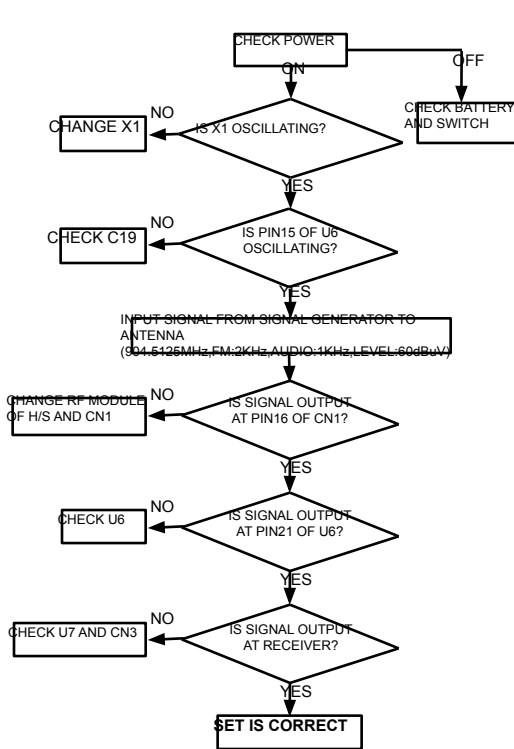 CHECK POWER
ON
OFF
CHECK BATTERY
AND SWITCH
IS X1 OSCILLATING?
NO
CHANGE X1
YES
IS PIN15 OF U6
OSCILLATING?
NO
CHECK C19
YES
INPUT SIGNAL FROM SIGNAL GENERATOR TO
ANTENNA
(904.5125MHz,FM:2KHz,AUDIO:1KHz,LEVEL:60dBuV)
IS SIGNAL OUTPUT
AT PIN16 OF CN1?
NO
CHANGE RF MODULE
OF H/S AND CN1
YES
IS SIGNAL OUTPUT
AT PIN21 OF U6?
NO
CHECK U6
YES
IS SIGNAL OUTPUT
AT RECEIVER?
NO
CHECK U7 AND CN3
YES
SET IS CORRECT